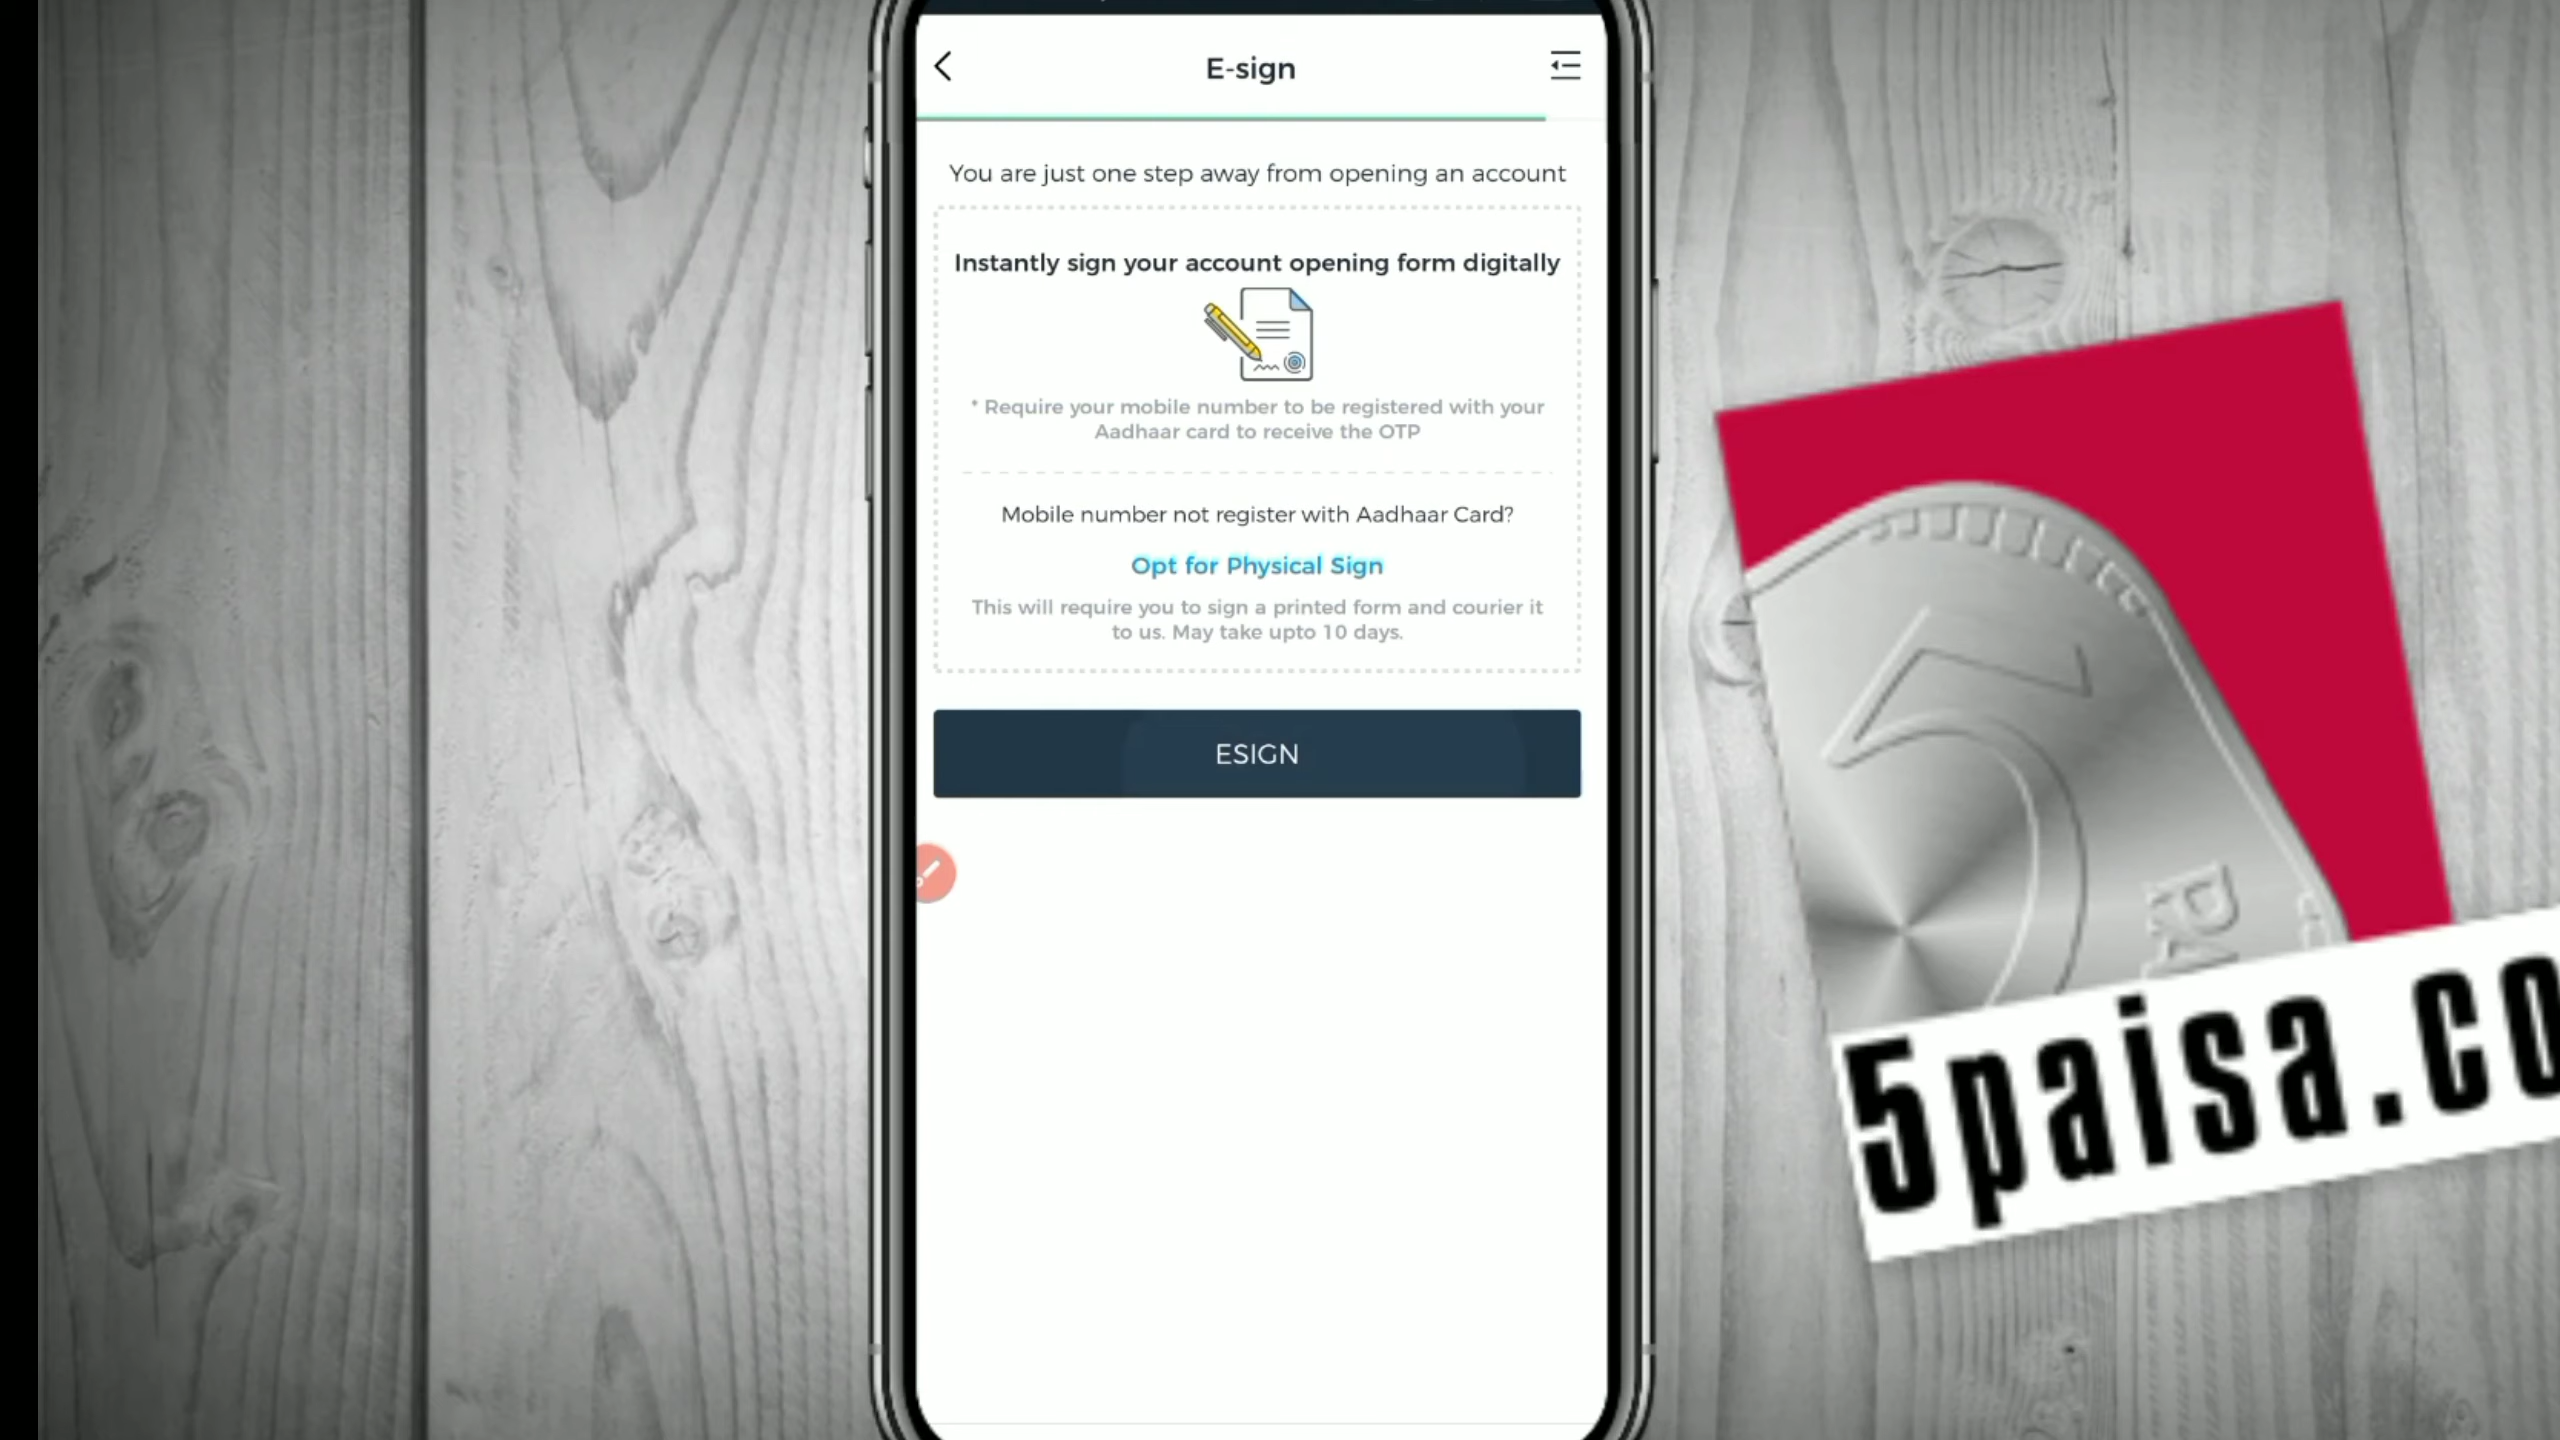 E-sign
You are just one step away from opening an account
Instantly sign your account opening form digitally
* Require your mobile number to be registered with your
Aadhaar card to receive the OTP
Mobile number not register with Aadhaar Card?
Opt for Physical Sign
This will require you to sign a printed form and courier it
to us. May take upto 10 days.
ESIGN
5
PA
5paisa.co